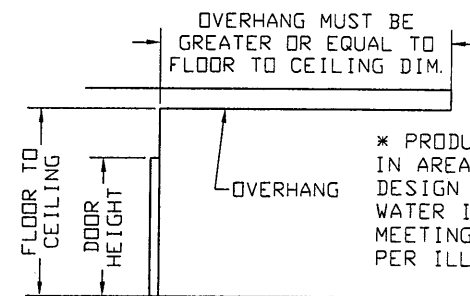 OVERHANG MUST BE
GREATER OR EQUAL TO
FLOOR TO CEILING DIM.
FLOOR TO
CEILING
DOOR
HEIGHT
OVERHANG
* PRODU
IN AREA
DESIGN
WATER I
MEETING
PER ILL